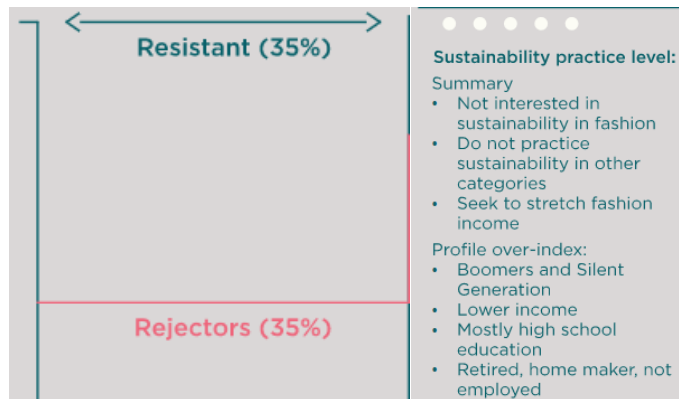 Resistant (35%)
Rejectors (35%)
Sustainability practice level:
Summary
• Not interested in
sustainability in fashion
• Do not practice
sustainability in other
categories
• Seek to stretch fashion
income
Profile over-index:
• Boomers and Silent
Generation
• Lower income
• Mostly high school
education
• Retired, home maker, not
employed